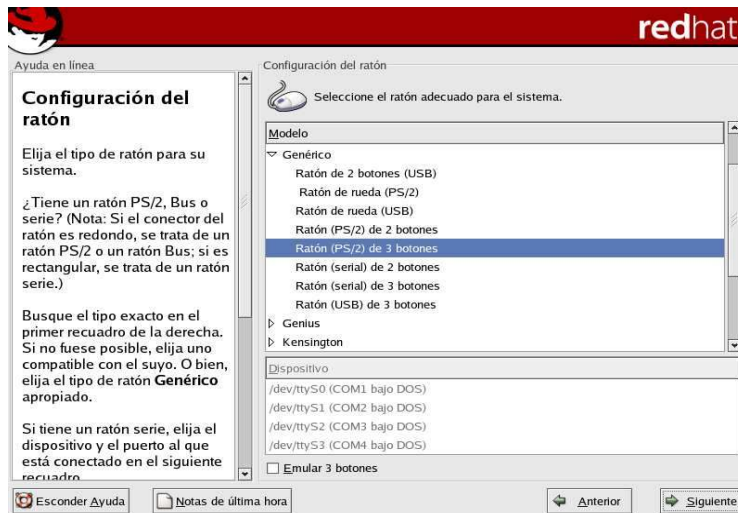 redhat
Ayuda en línea
Configuración del
ratón
Elija el tipo de ratón para su
sistema.
¿Tiene un ratón PS/2, Bus o
serie? (Nota: Si el conector del
ratón es redondo, se trata de un
ratón PS/2 o un ratón Bus; si es
rectangular, se trata de un ratón
serie.)
Busque el tipo exacto en el
primer recuadro de la derecha.
Si no fuese posible, elija uno
compatible con el suyo. O bien,
elija el tipo de ratón Genérico
apropiado.
Si tiene un ratón serie, elija el
dispositivo y el puerto al que
está conectado en el siguiente
recuadro
Configuración del ratón
Seleccione el ratón adecuado para el sistema.
Modelo
Genérico
Ratón de 2 botones (USB)
Ratón de rueda (PS/2)
Ratón de rueda (USB)
Ratón (PS/2) de 2 botones
Ratón (PS/2) de 3 botones
Ratón (serial) de 2 botones
Ratón (serial) de 3 botones
Ratón (USB) de 3 botones
Genius
Kensington
Dispositivo
/dev/ttyS0 (COM1 bajo DOS)
/dev/ttyS1 (COM2 bajo DOS)
/dev/ttyS2 (COM3 bajo DOS)
/dev/ttyS3 (COM4 bajo DOS)
Emular 3 botones
Esconder Ayuda
Notas de última hora
Anterior
Siguiente